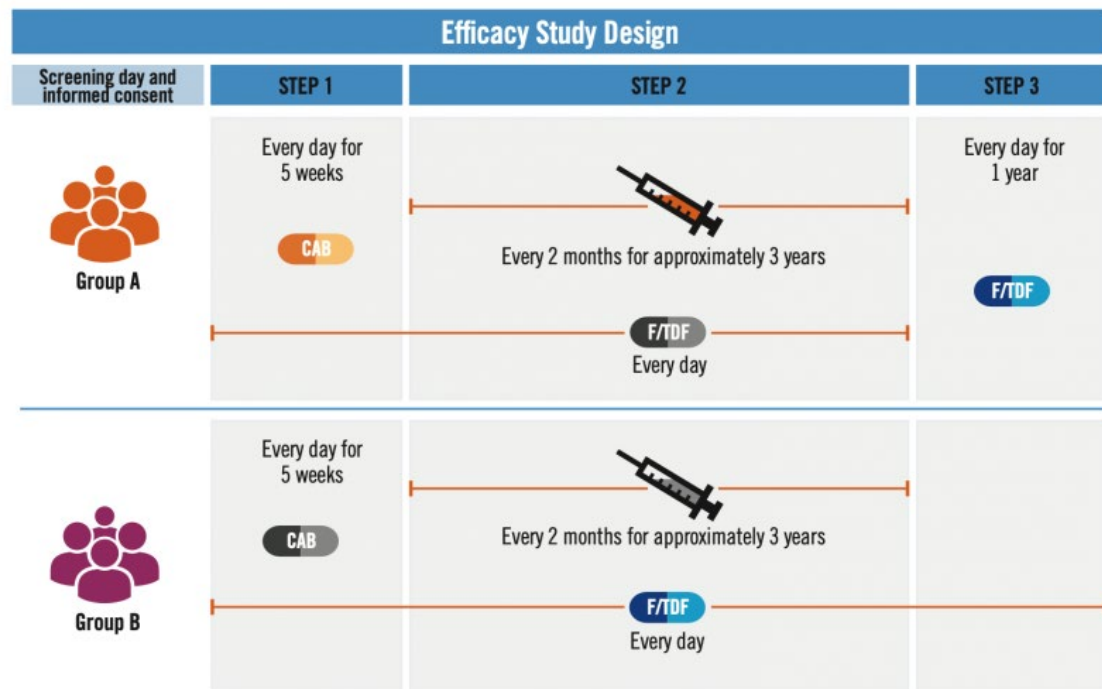 Efficacy Study Design
Screening day and
informed consent
STEP 1
STEP 2
STEP 3
Group A
Every day for
5 weeks
CAB
Every 2 months for approximately 3 years
F/TDF
Every day
Every day for
1 year
F/TDF
Group B
Every day for
5 weeks
CAB
Every 2 months for approximately 3 years
F/TDF
Every day